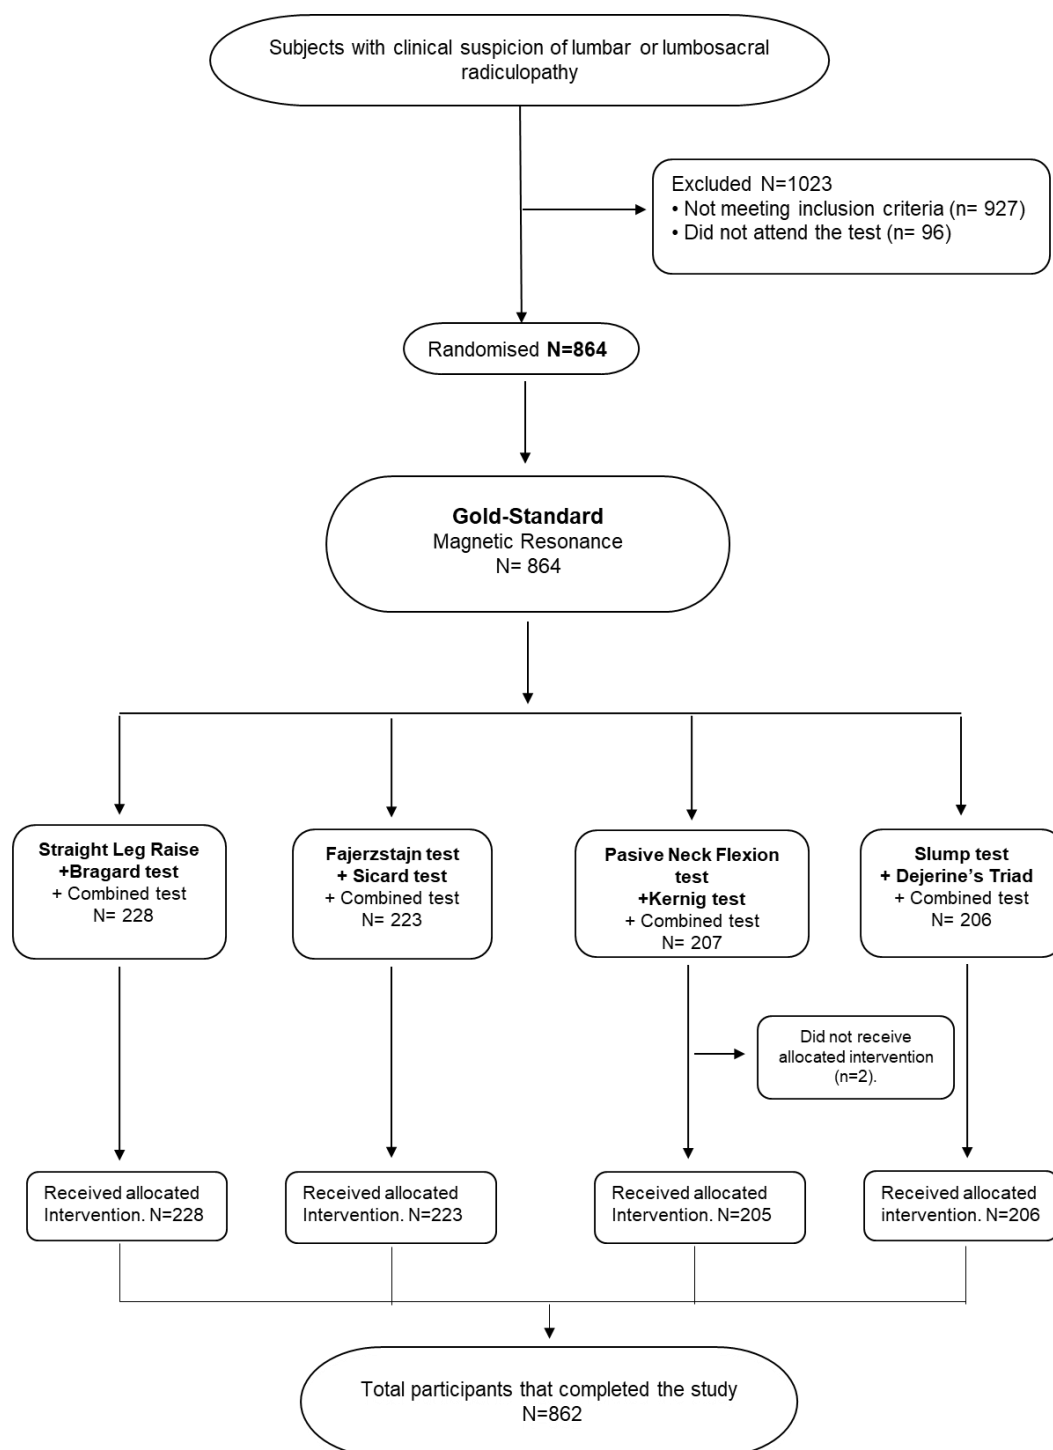 Subjects with clinical suspicion of lumbar or lumbosacral
radiculopathy
Excluded N=1023
• Not meeting inclusion criteria (n= 927)
• Did not attend the test (n= 96)
Randomised N=864
Gold-Standard
Magnetic Resonance
N= 864
Straight Leg Raise
+Bragard test
+ Combined test
N= 228
Fajerzstajn test
+ Sicard test
+ Combined test
N= 223
Pasive Neck Flexion
test
+Kernig test
+ Combined test
N= 207
Slump test
+ Dejerine's Triad
+ Combined test
N= 206
Did not receive
allocated intervention
(n=2).
Received allocated
Intervention. N=228
Received allocated
Intervention. N=223
Received allocated
Intervention. N=205
Received allocated
intervention. N=206
Total participants that completed the study
N=862